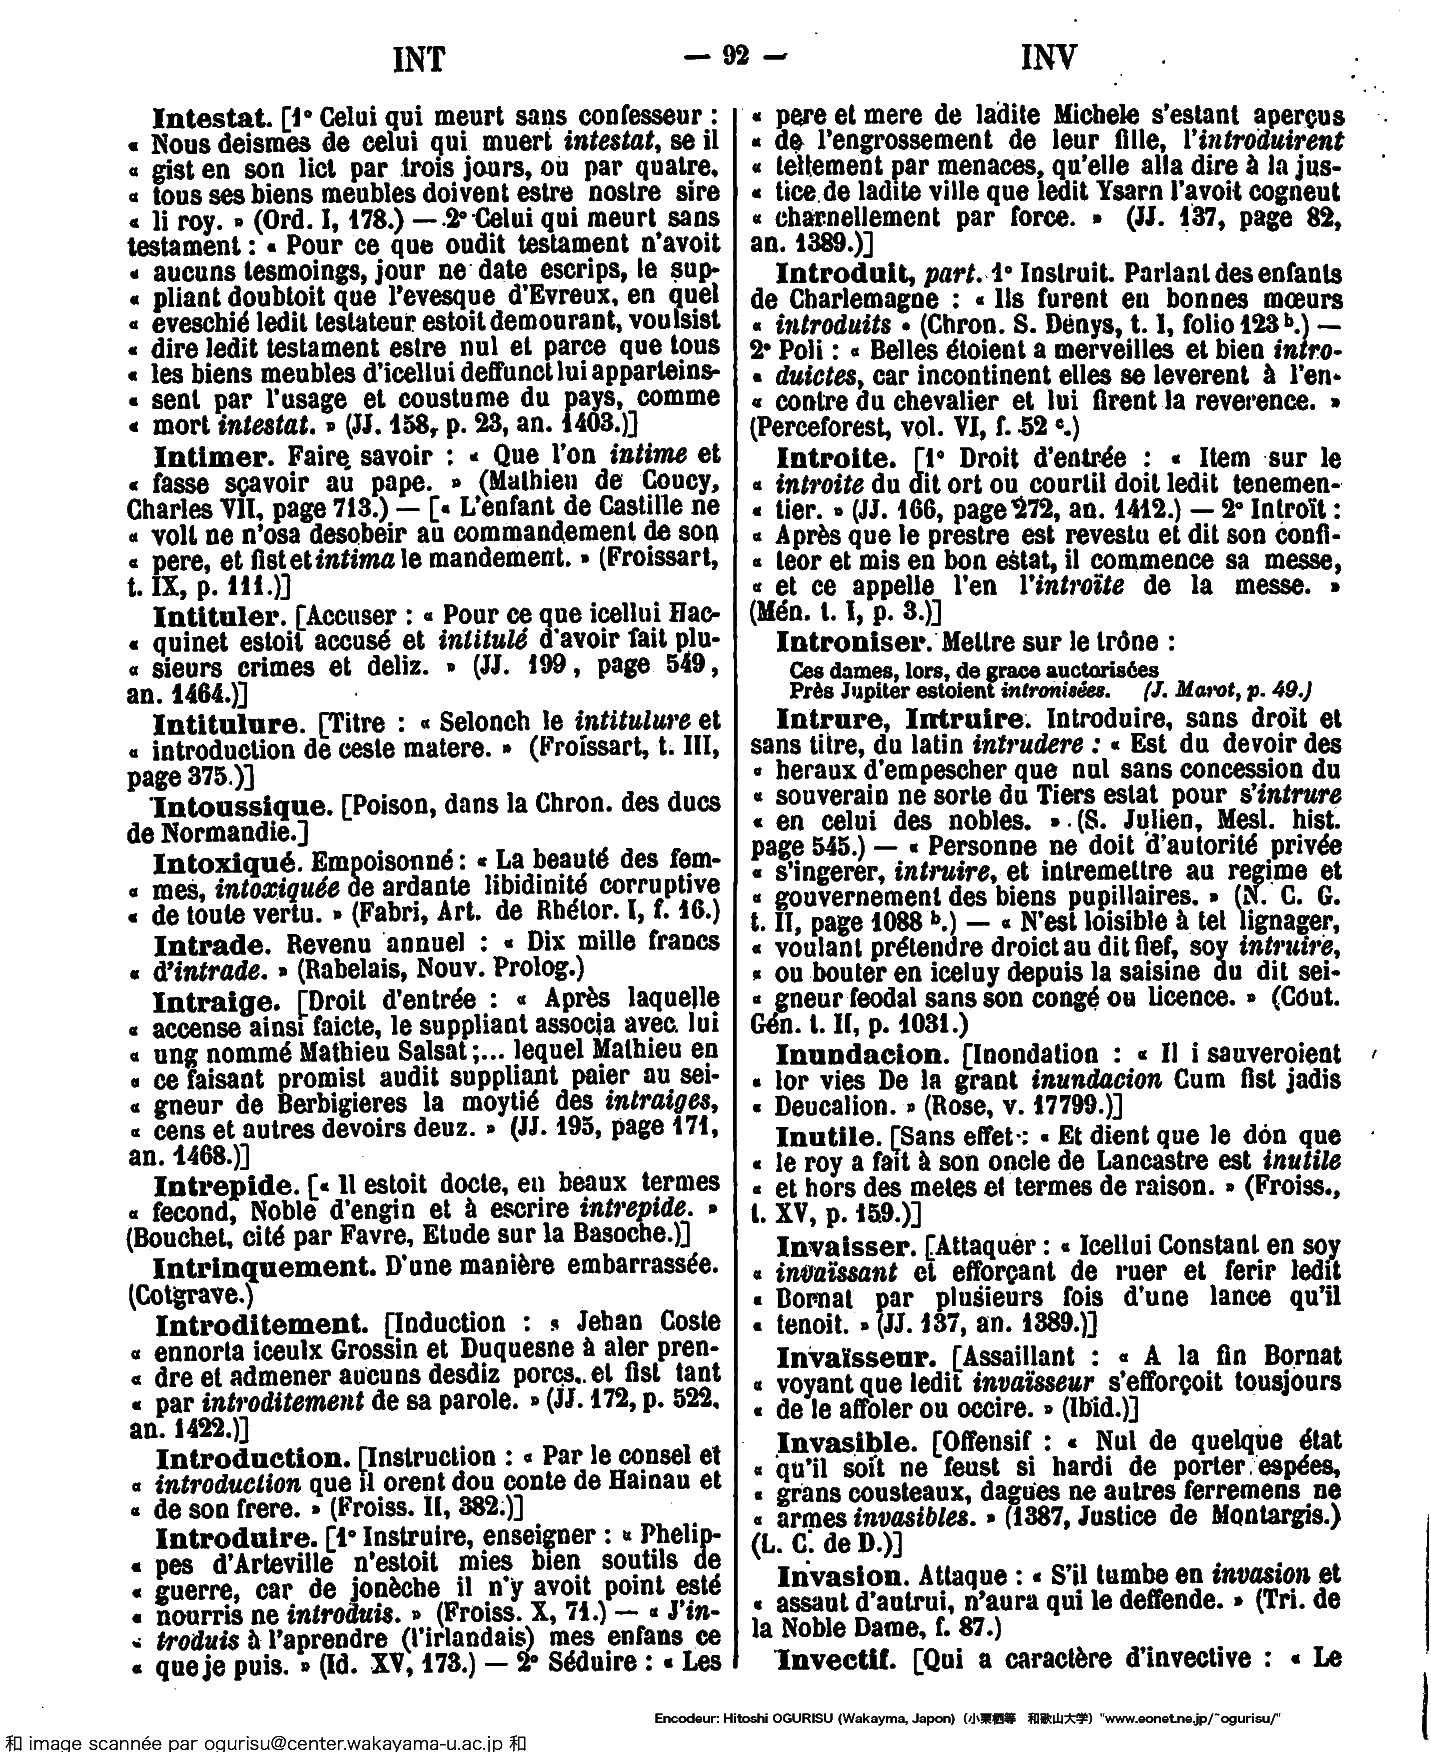 INT
— 92 —
INV
Intestat. [1° Celui qui meurt sans confesseur :
« Nous deismes de celui qui muert intestat, se il
« gist en son lict par trois jours, ou par quatre,
« tous ses biens meubles doivent estre nostre sire
« li roy. » (Ord. I, 178.) — 2° Celui qui meurt sans
testament : « Pour ce que oudit testament n'avoit
« aucuns tesmoings, jour ne date escrips, le sup-
« pliant doubtoit que l'evesque d'Evreux, en quel
« eveschié ledit testateur estoit demourant, voulsist
« dire ledit testament estre nul et parce que tous
« les biens meubles d'icellui deffunct lui apparteins-
« sent par l'usage et coustume du pays, comme
« mort intestat. » (JJ. 158, p. 23, an. 1403.)]
Intimer. Faire savoir : « Que l'on intime et
« fasse sçavoir au pape. » (Mathieu de Coucy,
Charles VII, page 713.) — [« L'enfant de Castille ne
« volt ne n'osa desobeir au commandement de son
« pere, et fist et intima le mandement. » (Froissart,
t. IX, p. 111.)]
Intituler. [Accuser : « Pour ce que icellui Hac-
« quinet estoit accusé et intitulé d'avoir fait plu-
« sieurs crimes et deliz. » (JJ. 199, page 549,
an. 1464.)]
Intitulure. [Titre : « Selonch le intitulure et
« introduction de ceste matere. » (Froissart, t. III,
page 375.)]
Intoussique. [Poison, dans la Chron. des ducs
de Normandie.]
Intoxiqué. Empoisonné : « La beauté des fem-
« mes, intoxiquée de ardante libidinité corruptive
« de toute vertu. » (Fabri, Art. de Rhétor. I, f. 16.)
Intrade. Revenu annuel : « Dix mille francs
« d'intrade. » (Rabelais, Nouv. Prolog.)
Intraige. [Droit d'entrée : « Après laquelle
« accense ainsi faicte, le suppliant associa avec lui
« ung nommé Mathieu Salsat ;... lequel Mathieu en
« ce faisant promist audit suppliant paier au sei-
« gneur de Berbigieres la moytié des intraiges,
« cens et autres devoirs deuz. » (JJ. 195, page 171,
an. 1468.)]
Intrepide. [« Il estoit docte, en beaux termes
« fecond, Noble d'engin et à escrire intrepide. »
(Bouchet, cité par Favre, Etude sur la Basoche.)]
Intrinquement. D'une manière embarrassée.
(Cotgrave.)
Introditement. [Induction : « Jehan Coste
« ennorta iceulx Grossin et Duquesne à aler pren-
« dre et admener aucuns desdiz porcs, et fist tant
« par introditement de sa parole. » (JJ. 172, p. 522,
an. 1422.)]
Introduction. [Instruction : « Par le consel et
« introduction que il orent dou conte de Hainau et
« de son frere. » (Froiss. II, 382.)]
Introduire. [1° Instruire, enseigner : « Phelip-
« pes d'Arteville n'estoit mies bien soutils de
« guerre, car de jonèche il n'y avoit point esté
« nourris ne introduis. » (Froiss. X, 71.) — « J'in-
« troduis à l'aprendre (l'irlandais) mes enfans ce
« que je puis. » (Id. XV, 173.) — 2° Séduire : « Les
« pere et mere de ladite Michele s'estant aperçus
« de l'engrossement de leur fille, l'introduirent
« tellement par menaces, qu'elle alla dire à la jus-
« tice de ladite ville que ledit Ysarn l'avoit cogneut
« charnellement par force. » (JJ. 137, page 82,
an. 1389.)]
Introduit, part. 1° Instruit. Parlant des enfants
de Charlemagne : « Ils furent en bonnes mœurs
« introduits » (Chron. S. Denys, t. I, folio 123 b.) —
2° Poli : « Belles étoient a merveilles et bien intro-
« duictes, car incontinent elles se leverent à l'en-
« contre du chevalier et lui firent la reverence. »
(Perceforest, vol. VI, f. 52 c.)
Introite. [1° Droit d'entrée : « Item sur le
« introite du dit ort ou courtil doit ledit tenemen-
« tier. » (JJ. 166, page 272, an. 1412.) — 2° Introït :
« Après que le prestre est revestu et dit son confi-
« teor et mis en bon estat, il commence sa messe,
« et ce appelle l'en l'introïte de la messe. »
(Mén. t. I, p. 3.)]
Introniser. Mettre sur le trône :
Ces dames, lors, de grace auctorisées
Près Jupiter estoient intronisées. (J. Marot, p. 49.)
Intrure, Intruire. Introduire, sans droit et
sans titre, du latin intrudere : « Est du devoir des
« heraux d'empescher que nul sans concession du
« souverain ne sorte du Tiers estat pour s'intrure
« en celui des nobles. » (S. Julien, Mesl. hist.
page 545.) — « Personne ne doit d'autorité privée
« s'ingerer, intruire, et intremettre au regime et
« gouvernement des biens pupillaires. » (N. C. G.
t. II, page 1088 b.) — « N'est loisible à tel lignager,
« voulant prétendre droict au dit fief, soy intruire,
« ou bouter en iceluy depuis la saisine du dit sei-
« gneur feodal sans son congé ou licence. » (Cout.
Gén. t. II, p. 1031.)
Inundacion. [Inondation : « Il i sauveroient
« lor vies De la grant inundacion Cum fist jadis
« Deucalion. » (Rose, v. 17799.)]
Inutile. [Sans effet : « Et dient que le don que
« le roy a fait à son oncle de Lancastre est inutile
« et hors des metes et termes de raison. » (Froiss.,
t. XV, p. 159.)]
Invaisser. [Attaquer : « Icellui Constant en soy
« invaïssant et efforçant de ruer et ferir ledit
« Bornat par plusieurs fois d'une lance qu'il
« tenoit. » (JJ. 137, an. 1389.)]
Invaïsseur. [Assaillant : « A la fin Bornat
« voyant que ledit invaïsseur s'efforçoit tousjours
« de le affoler ou occire. » (Ibid.)]
Invasible. [Offensif : « Nul de quelque état
« qu'il soit ne feust si hardi de porter espées,
« grans cousteaux, dagues ne autres ferremens ne
« armes invasibles. » (1387, Justice de Montargis.)
(L. C. de D.)]
Invasion. Attaque : « S'il tumbe en invasion et
« assaut d'autrui, n'aura qui le deffende. » (Tri. de
la Noble Dame, f. 87.)
Invectif. [Qui a caractère d'invective : « Le
Encodeur: Hitoshi OGURISU (Wakayma, Japon) (小栗栖等 和歌山大学) "www.eonet.ne.jp/~ogurisu/"
和 image scannée par ogurisu@center.wakayama-u.ac.jp 和